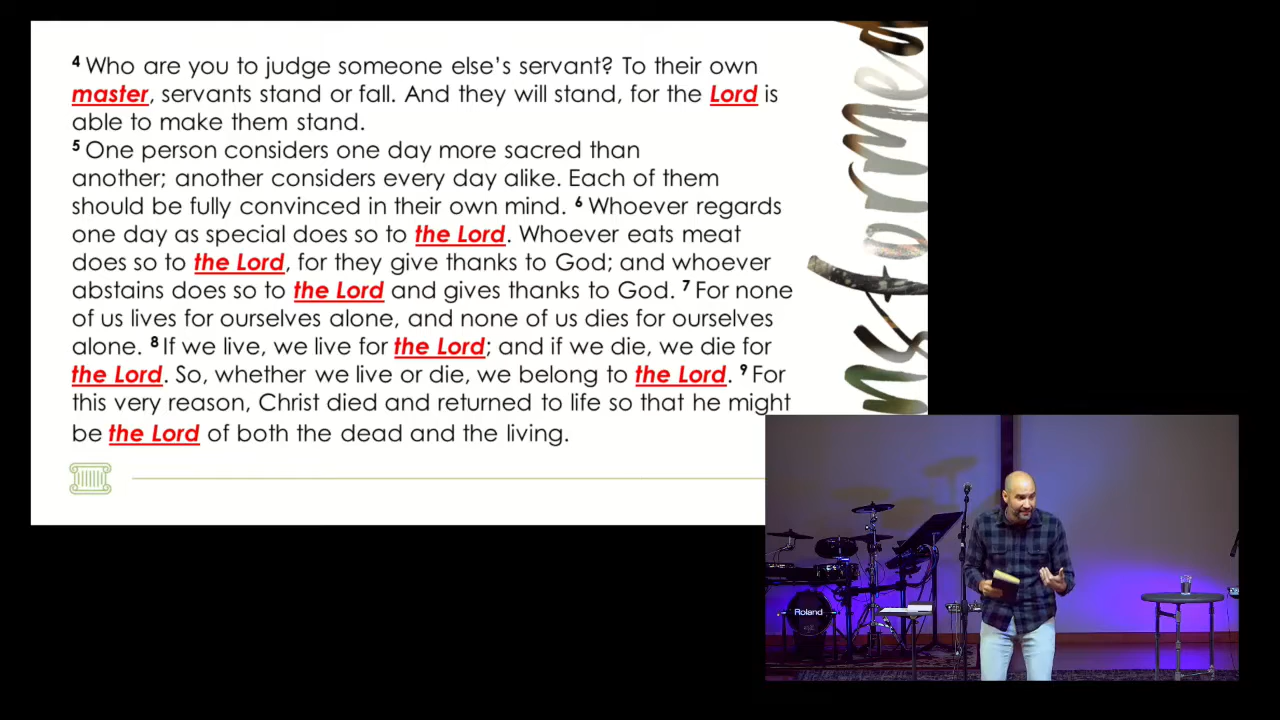 ⁴ Who are you to judge someone else’s servant? To their own
master, servants stand or fall. And they will stand, for the Lord is
able to make them stand.
⁵ One person considers one day more sacred than
another; another considers every day alike. Each of them
should be fully convinced in their own mind. ⁶ Whoever regards
one day as special does so to the Lord. Whoever eats meat
does so to the Lord, for they give thanks to God; and whoever
abstains does so to the Lord and gives thanks to God. ⁷ For none
of us lives for ourselves alone, and none of us dies for ourselves
alone. ⁸ If we live, we live for the Lord; and if we die, we die for
the Lord. So, whether we live or die, we belong to the Lord. ⁹ For
this very reason, Christ died and returned to life so that he might
be the Lord of both the dead and the living.
nsformed
Roland